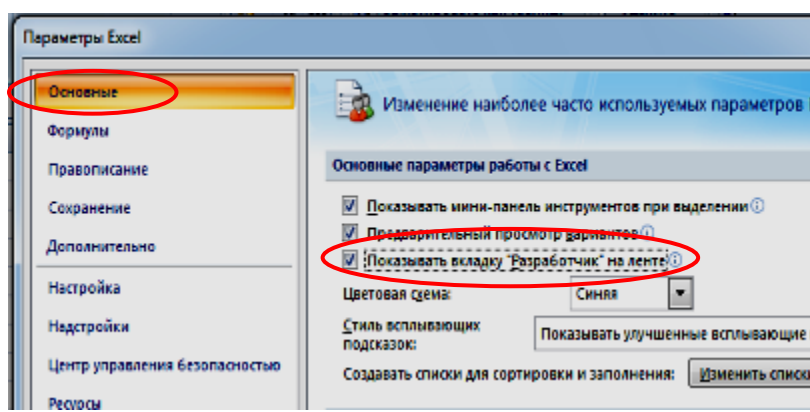 Параметры Excel
Основные
Формулы
Правописание
Сохранение
Дополнительно
Настройка
Надстройки
Центр управления безопасностью
Ресурсы
Изменение наиболее часто используемых параметров
Основные параметры работы с Excel
Показывать мини-панель инструментов при выделении
Предварительный просмотр вариантов
Показывать вкладку "Разработчик" на ленте
Цветовая схема: Синяя
Стиль всплывающих
подсказок: Показывать улучшенные всплывающие
Создавать списки для сортировки и заполнения: Изменить списки